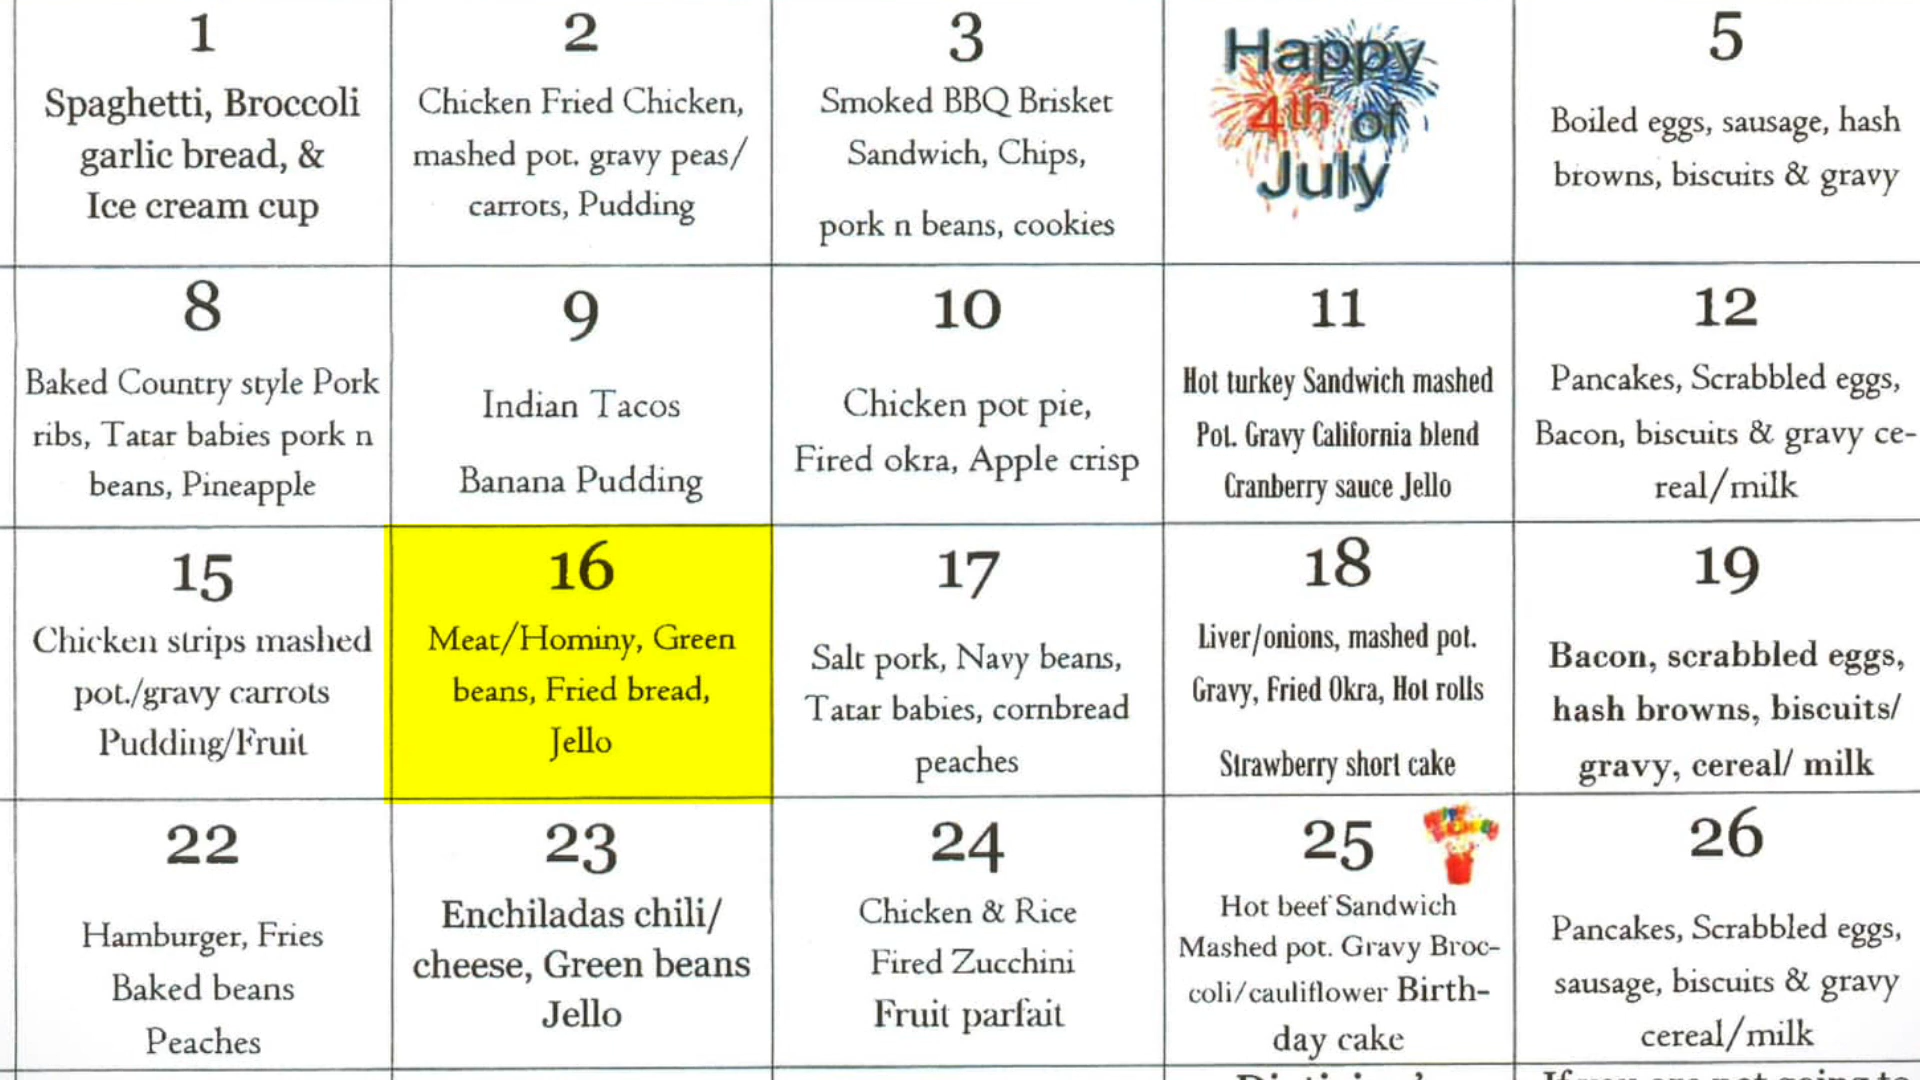 1
Spaghetti, Broccoli
garlic bread, &
Ice cream cup
2
Chicken Fried Chicken,
mashed pot. gravy peas/
carrots, Pudding
3
Smoked BBQ Brisket
Sandwich, Chips,
pork n beans, cookies
Happy
4th of
July
5
Boiled eggs, sausage, hash
browns, biscuits & gravy
8
Baked Country style Pork
ribs, Tatar babies pork n
beans, Pineapple
9
Indian Tacos
Banana Pudding
10
Chicken pot pie,
Fired okra, Apple crisp
11
Hot turkey Sandwich mashed
Pot. Gravy California blend
Cranberry sauce Jello
12
Pancakes, Scrabbled eggs,
Bacon, biscuits & gravy ce-
real/milk
15
Chicken strips mashed
pot./gravy carrots
Pudding/Fruit
16
Meat/Hominy, Green
beans, Fried bread,
Jello
17
Salt pork, Navy beans,
Tatar babies, cornbread
peaches
18
Liver/onions, mashed pot.
Gravy, Fried Okra, Hot rolls
Strawberry short cake
19
Bacon, scrabbled eggs,
hash browns, biscuits/
gravy, cereal/ milk
22
Hamburger, Fries
Baked beans
Peaches
23
Enchiladas chili/
cheese, Green beans
Jello
24
Chicken & Rice
Fired Zucchini
Fruit parfait
25
Hot beef Sandwich
Mashed pot. Gravy Broc-
coli/cauliflower Birth-
day cake
26
Pancakes, Scrabbled eggs,
sausage, biscuits & gravy
cereal/milk